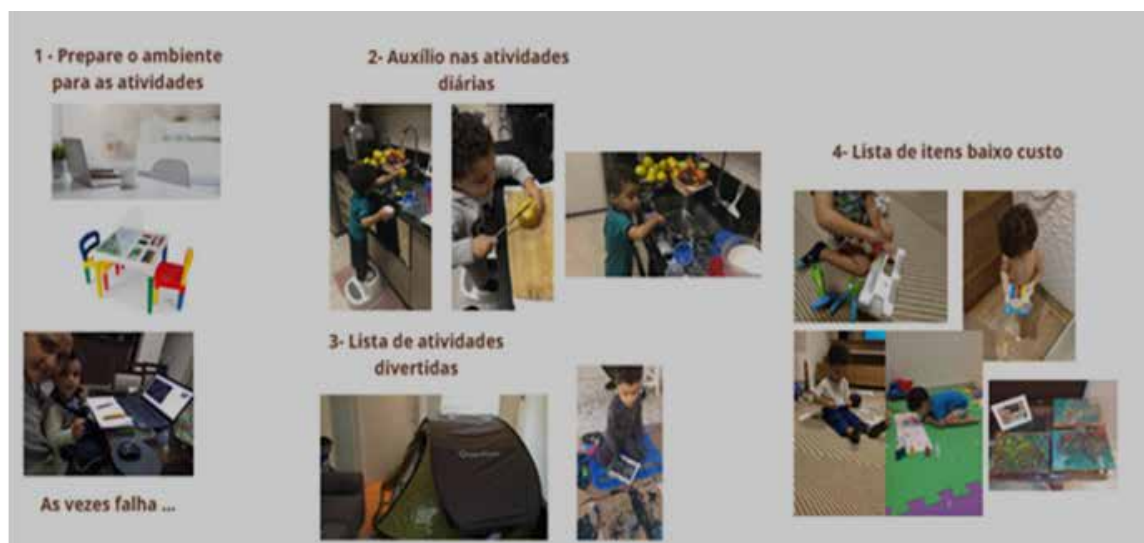 1 - Prepare o ambiente
para as atividades
As vezes falha ...
2- Auxílio nas atividades
diárias
3- Lista de atividades
divertidas
Quechua
4- Lista de itens baixo custo